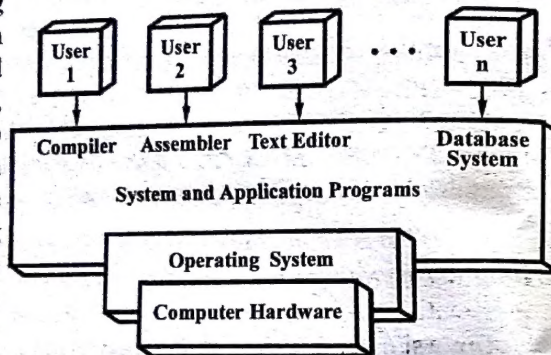 User 1
User 2
User 3
• • •
User n
Compiler Assembler Text Editor Database System
System and Application Programs
Operating System
Computer Hardware